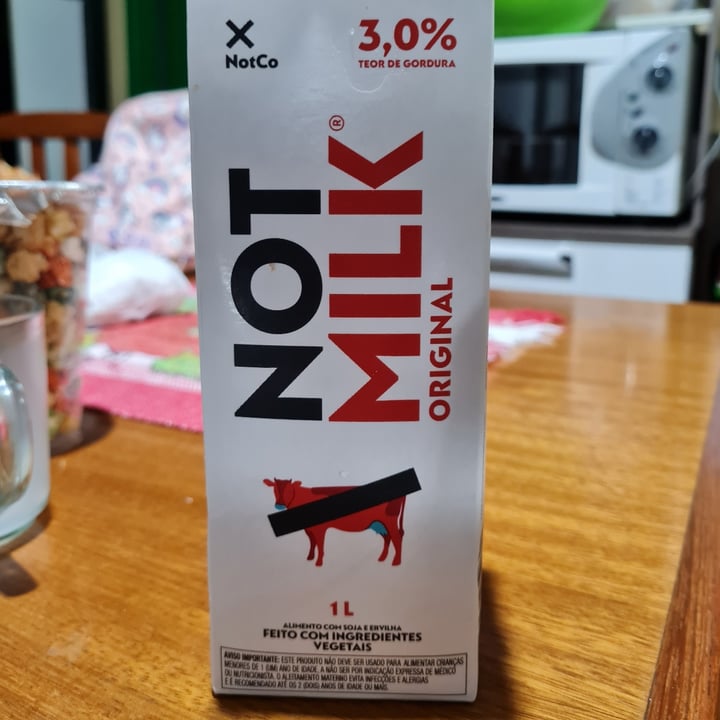 NotCo
3,0%
TEOR DE GORDURA
NOT
MILK®
ORIGINAL
1 L
ALIMENTO COM SOJA E ERVILHA
FEITO COM INGREDIENTES
VEGETAIS
AVISO IMPORTANTE: ESTE PRODUTO NÃO DEVE SER USADO PARA ALIMENTAR CRIANÇAS
MENORES DE 1 (UM) ANO DE IDADE, A NÃO SER POR INDICAÇÃO EXPRESSA DE MÉDICO
OU NUTRICIONISTA. O ALEITAMENTO MATERNO EVITA INFECÇÕES E ALERGIAS
E É RECOMENDADO ATÉ OS 2 (DOIS) ANOS DE IDADE OU MAIS.